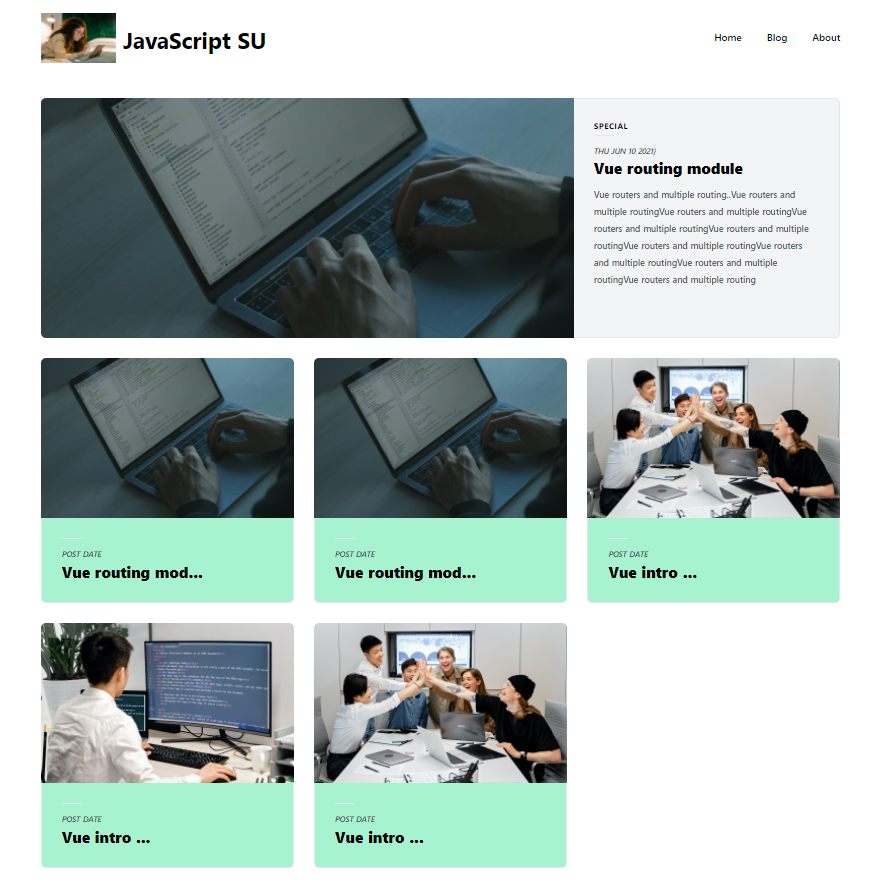 JavaScript SU
Home Blog About
SPECIAL
THU JUN 10 2021)
Vue routing module
Vue routers and multiple routing..Vue routers and
multiple routingVue routers and multiple routingVue
routers and multiple routingVue routers and multiple
routingVue routers and multiple routingVue routers
and multiple routingVue routers and multiple
routingVue routers and multiple routing
POST DATE
Vue routing mod...
POST DATE
Vue routing mod...
POST DATE
Vue intro ...
POST DATE
Vue intro ...
POST DATE
Vue intro ...